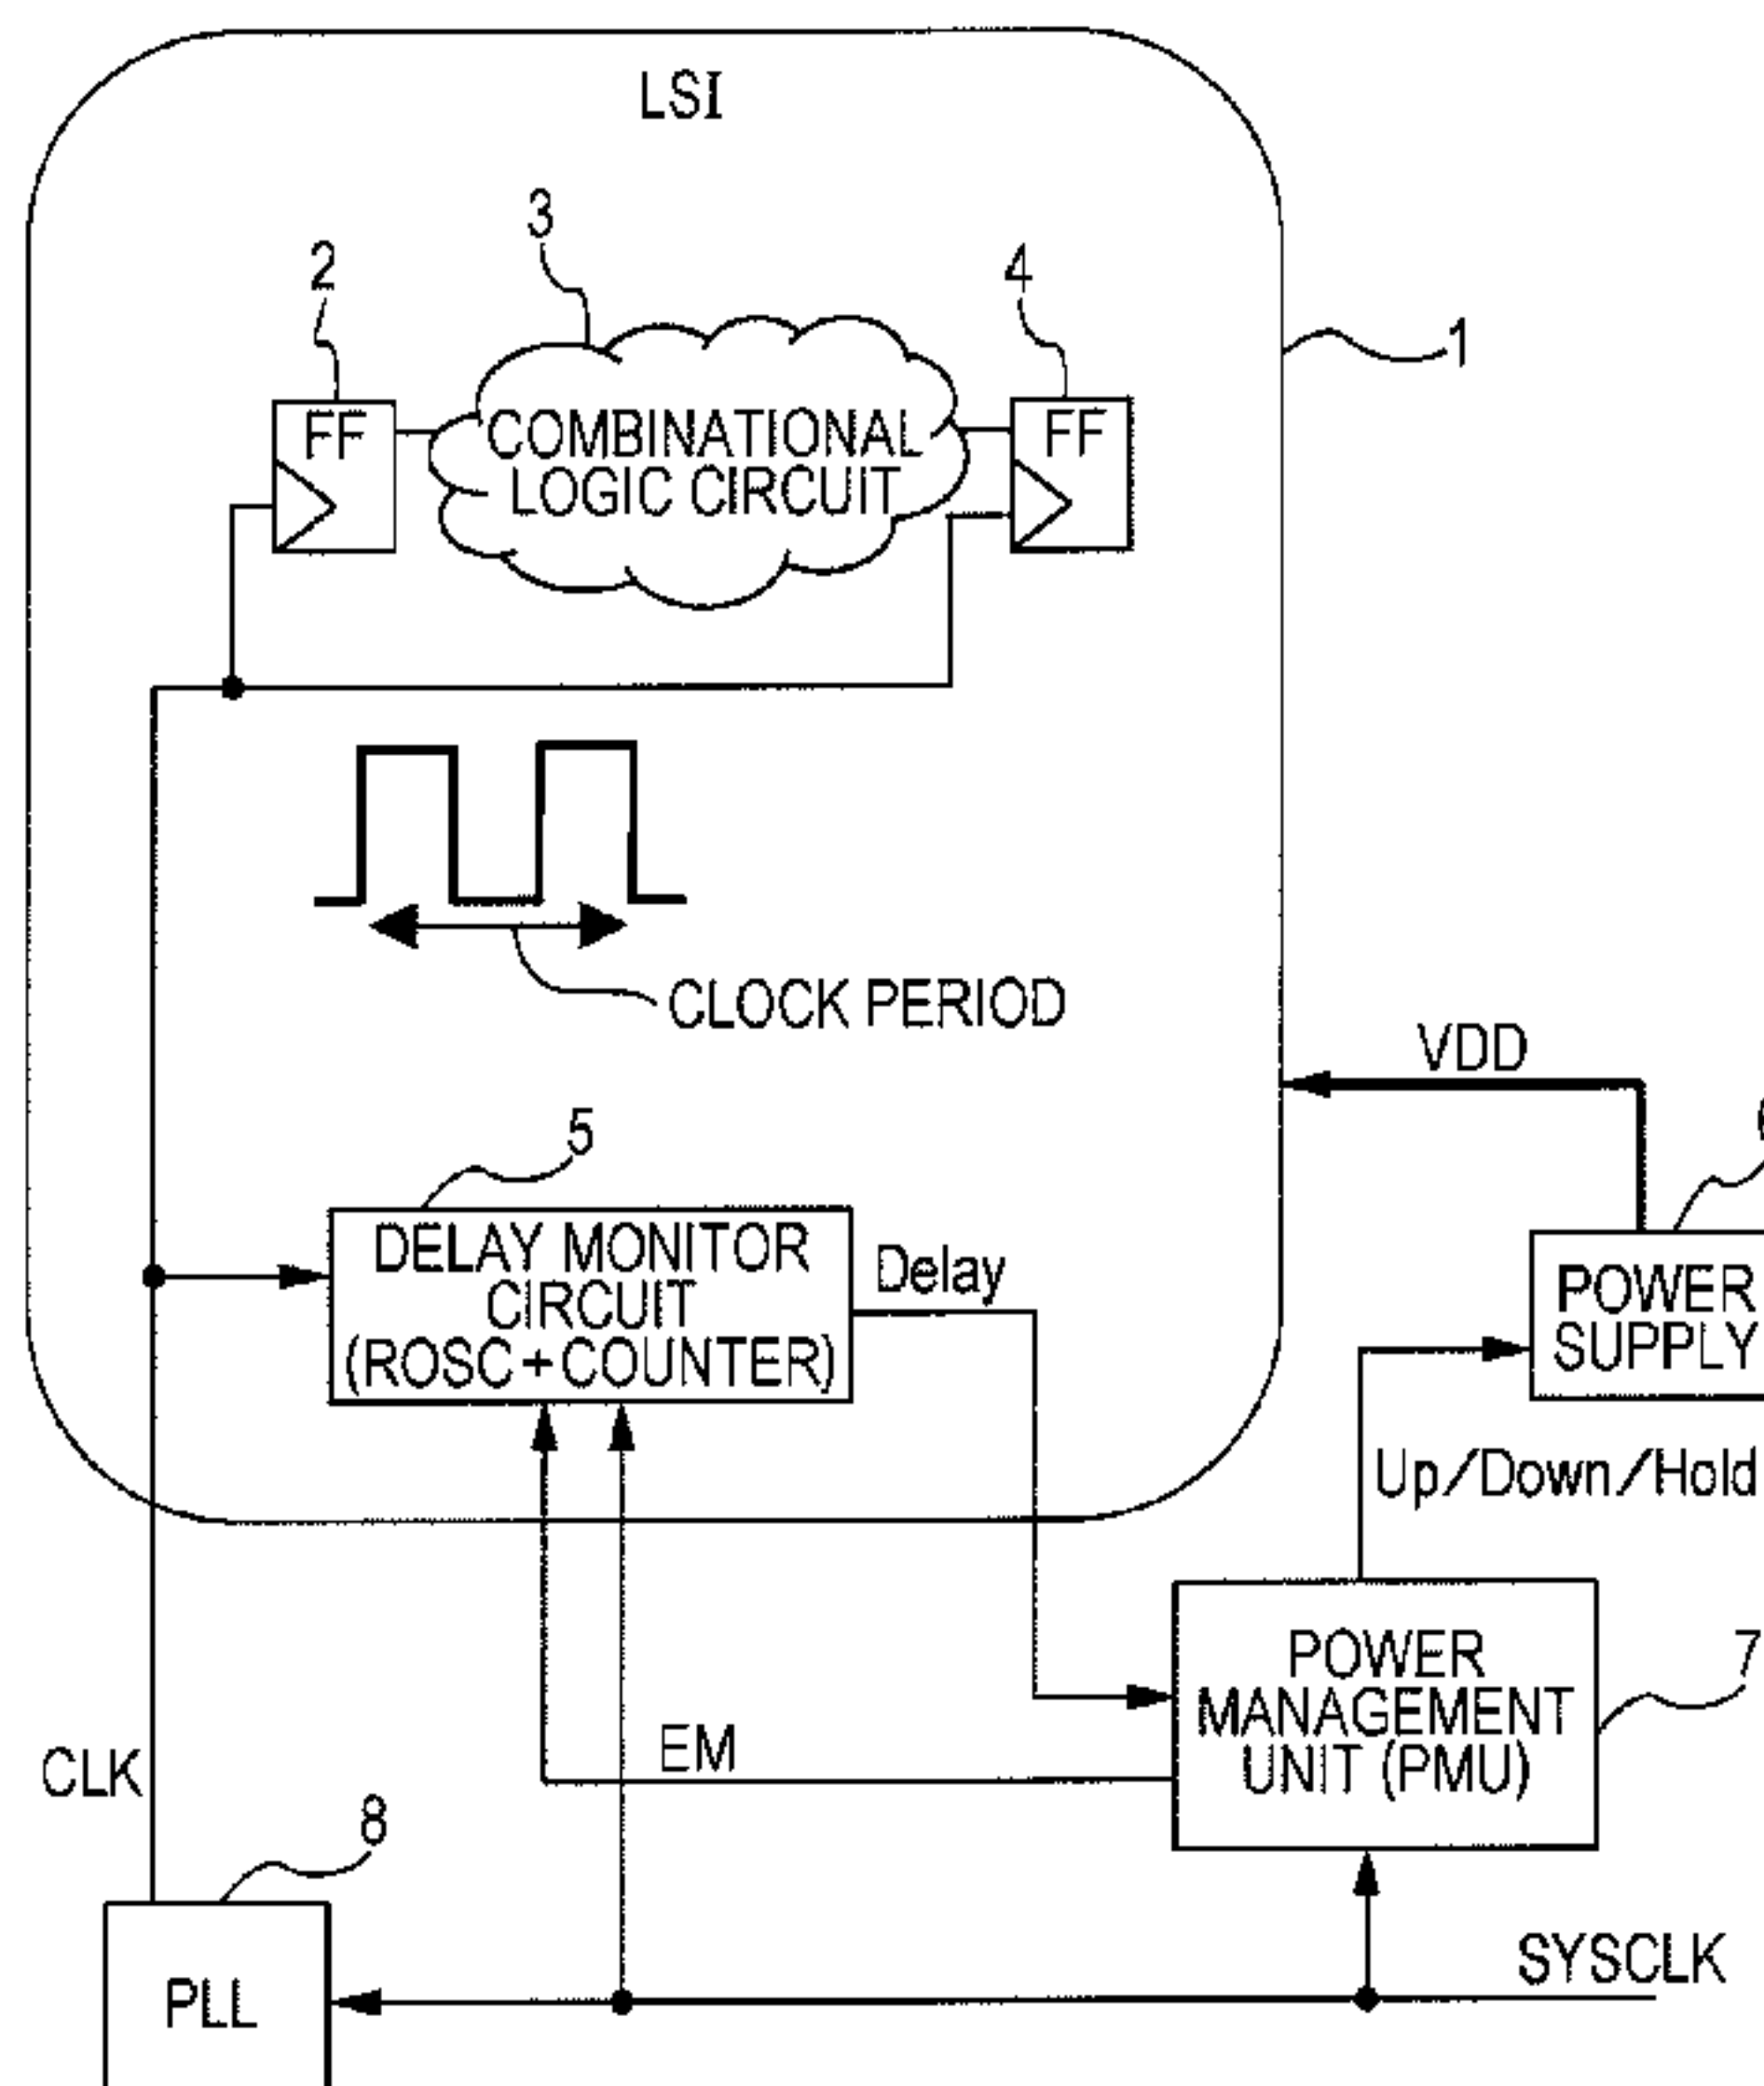 LSI
3
2
4
1
FF
COMBINATIONAL
LOGIC CIRCUIT
FF
CLOCK PERIOD
VDD
5
DELAY MONITOR
CIRCUIT
(ROSC+COUNTER)
Delay
POWER
SUPPLY
Up/Down/Hold
POWER
MANAGEMENT
UNIT (PMU)
7
EM
CLK
8
PLL
SYSCLK